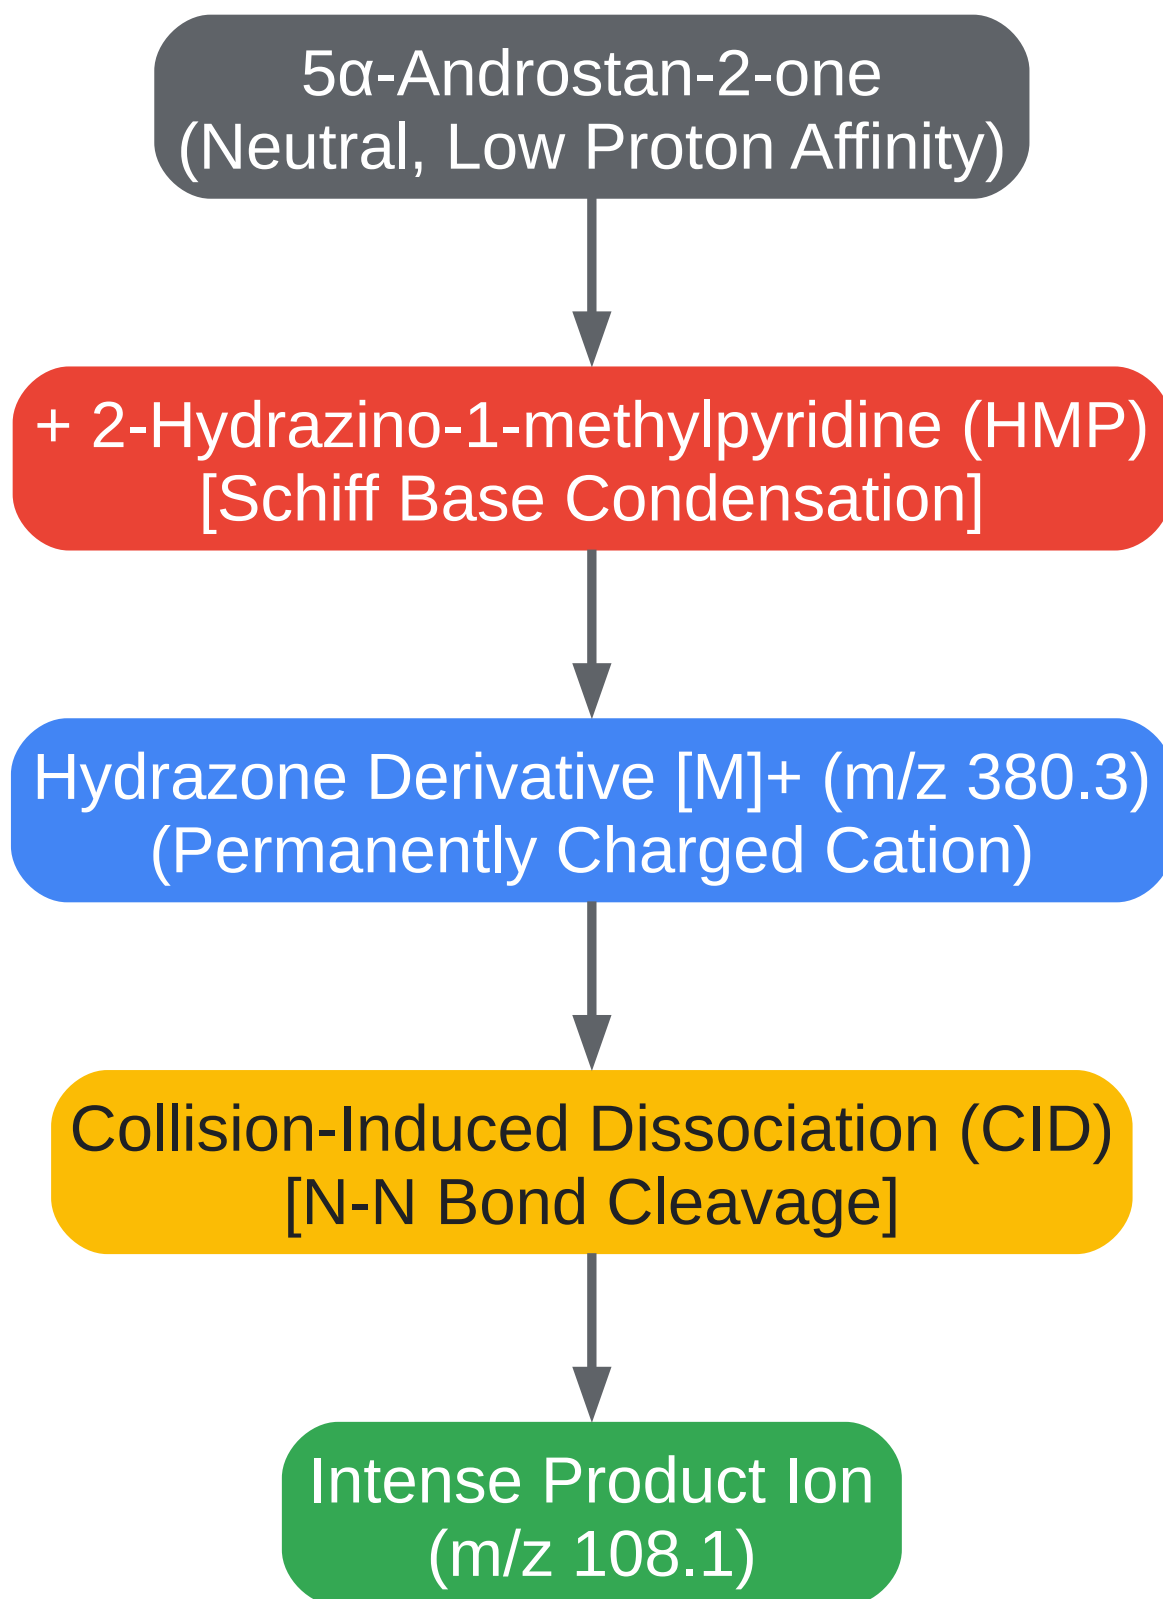 5α-Androstan-2-one
(Neutral, Low Proton Affinity)
+ 2-Hydrazino-1-methylpyridine (HMP)
[Schiff Base Condensation]
Hydrazone Derivative [M]+ (m/z 380.3)
(Permanently Charged Cation)
Collision-Induced Dissociation (CID)
[N-N Bond Cleavage]
Intense Product Ion
(m/z 108.1)